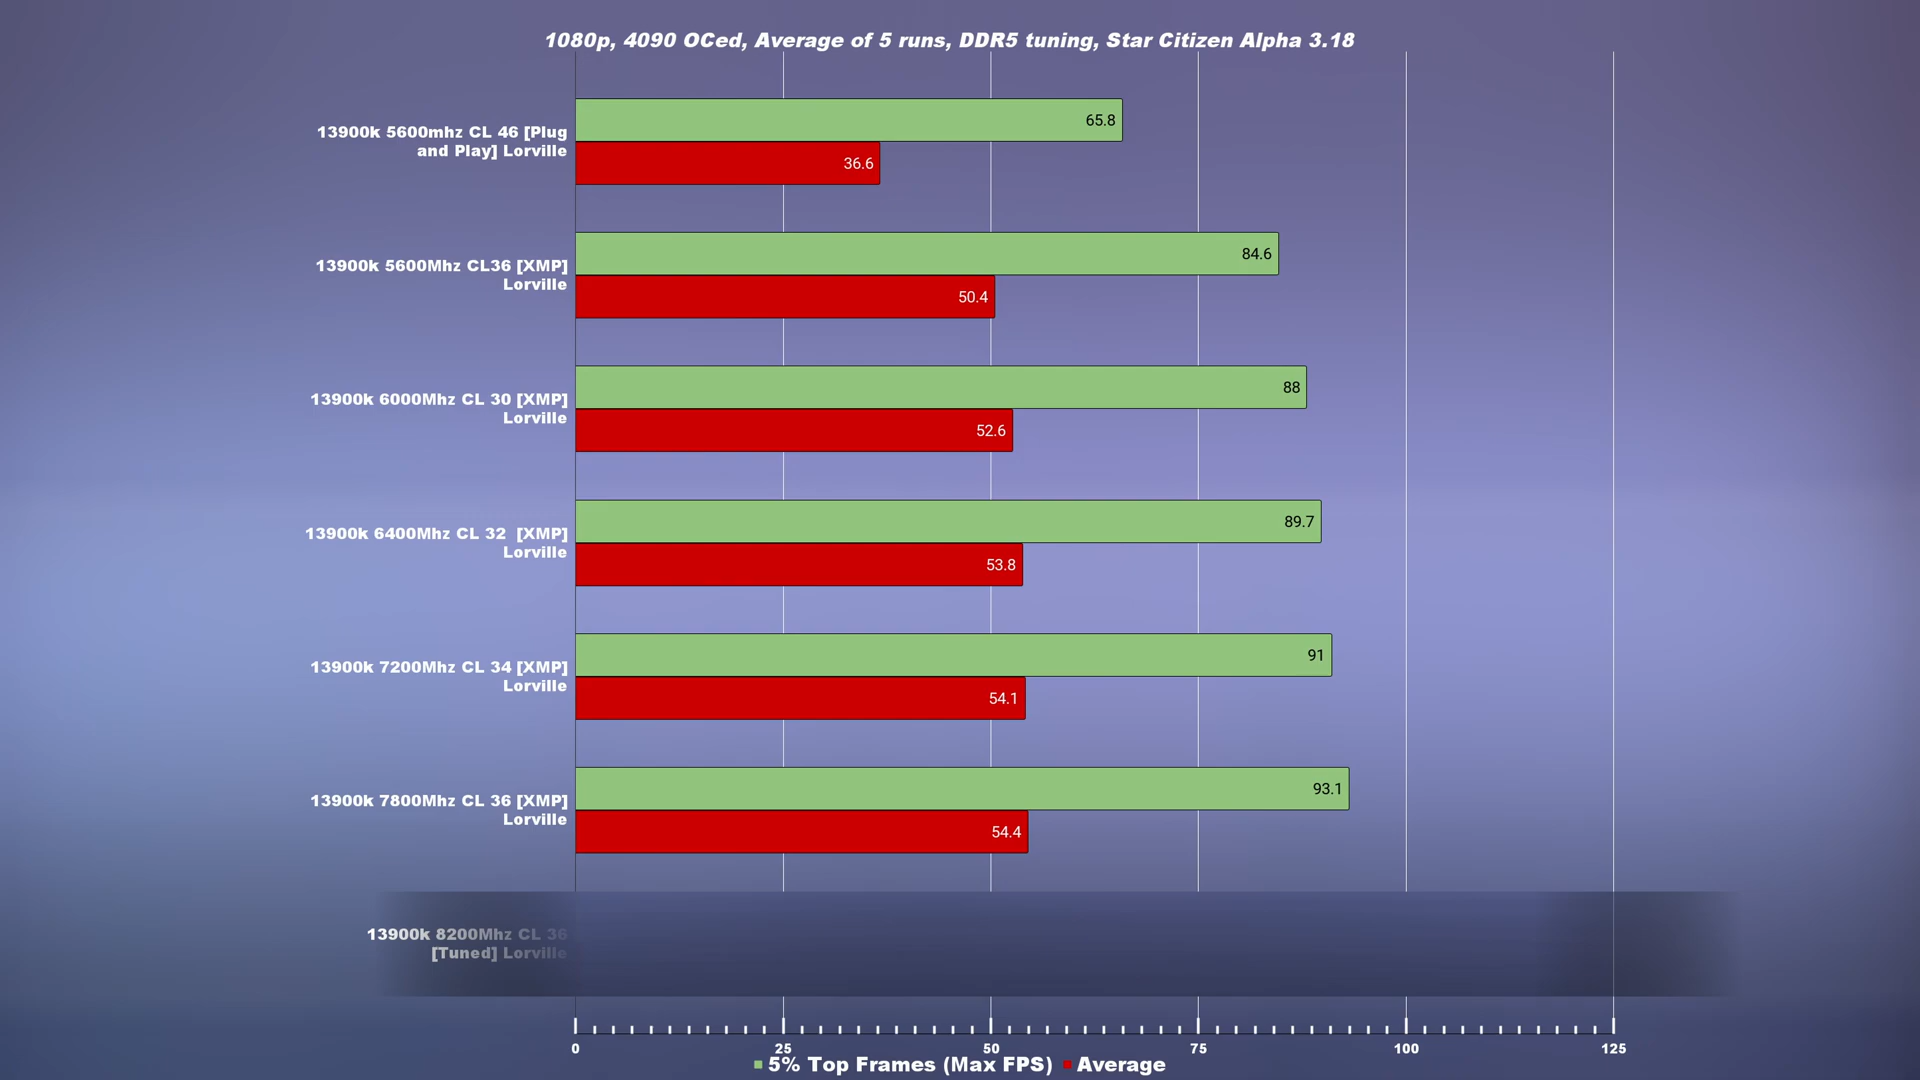 1080p, 4090 OCed, Average of 5 runs, DDR5 tuning, Star Citizen Alpha 3.18
13900k 5600mhz CL 46 [Plug
and Play] Lorville
65.8
36.6
13900k 5600Mhz CL36 [XMP]
Lorville
84.6
50.4
13900k 6000Mhz CL 30 [XMP]
Lorville
88
52.6
13900k 6400Mhz CL 32  [XMP]
Lorville
89.7
53.8
13900k 7200Mhz CL 34 [XMP]
Lorville
91
54.1
13900k 7800Mhz CL 36 [XMP]
Lorville
93.1
54.4
13900k 8200Mhz CL 36
[Tuned] Lorville
0 25 50 75 100 125
5% Top Frames (Max FPS) Average